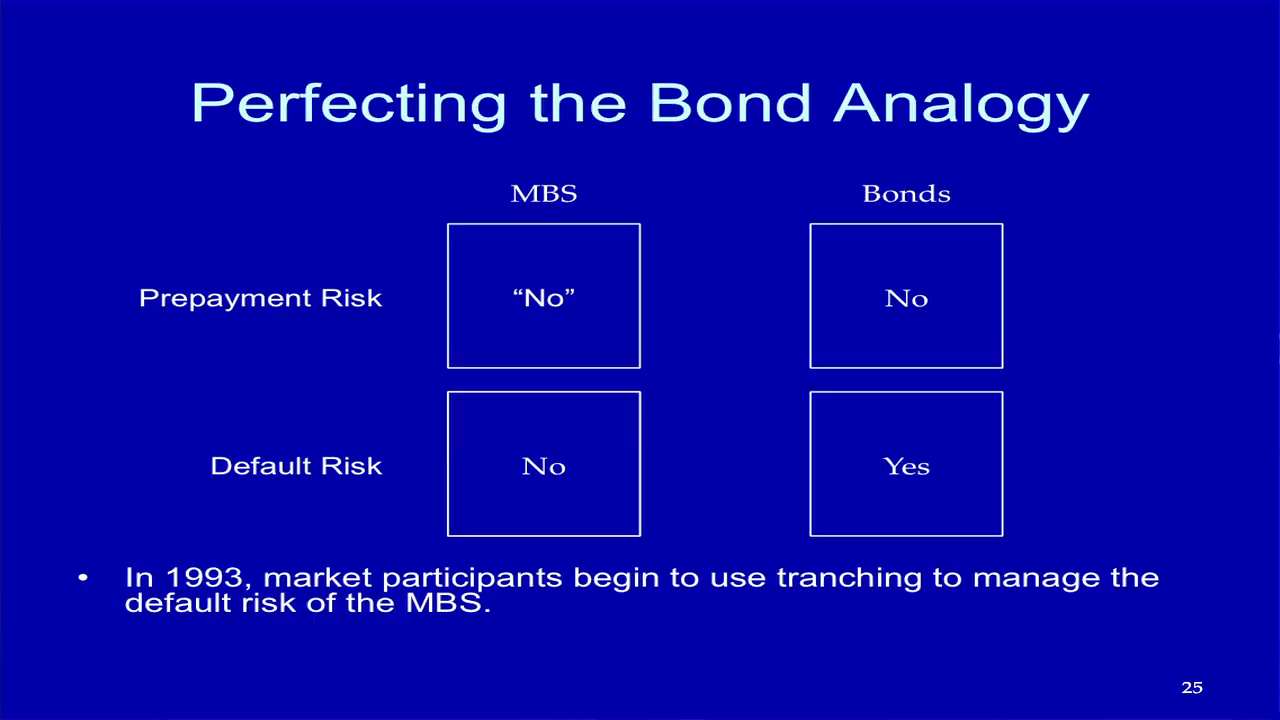 Perfecting the Bond Analogy
MBS Bonds
Prepayment Risk “No” No
Default Risk No Yes
• In 1993, market participants begin to use tranching to manage the
default risk of the MBS.
25